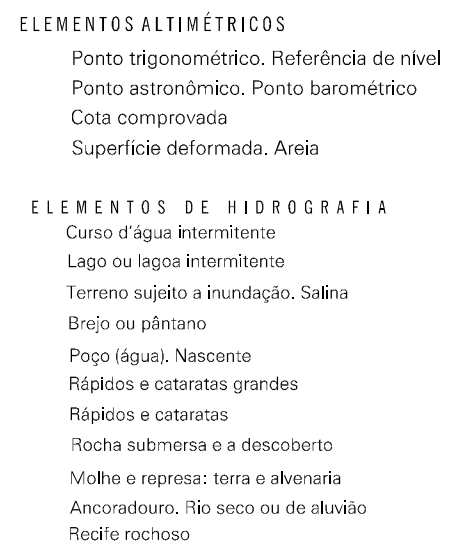 ELEMENTOS ALTIMÉTRICOS
Ponto trigonométrico. Referência de nível
Ponto astronômico. Ponto barométrico
Cota comprovada
Superfície deformada. Areia
ELEMENTOS DE HIDROGRAFIA
Curso d'água intermitente
Lago ou lagoa intermitente
Terreno sujeito a inundação. Salina
Brejo ou pântano
Poço (água). Nascente
Rápidos e cataratas grandes
Rápidos e cataratas
Rocha submersa e a descoberto
Molhe e represa: terra e alvenaria
Ancoradouro. Rio seco ou de aluvião
Recife rochoso